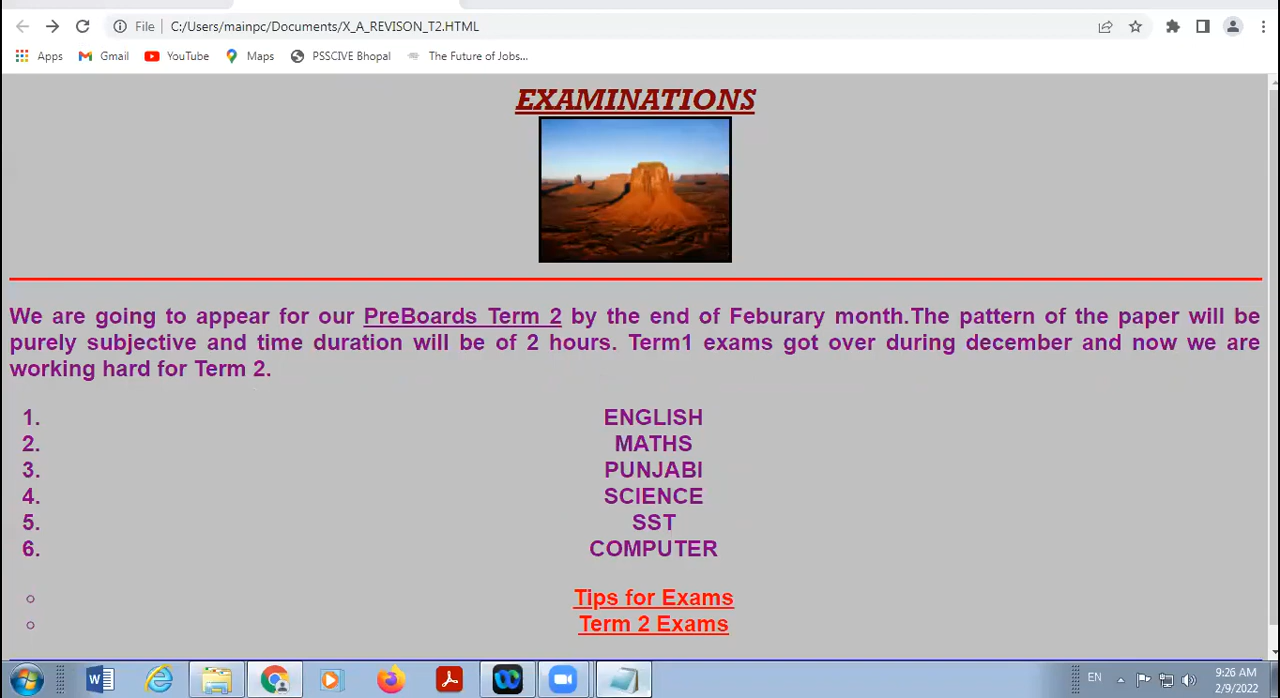 File C:/Users/mainpc/Documents/X_A_REVISON_T2.HTML
Apps Gmail YouTube Maps PSSCIVE Bhopal The Future of Jobs...
EXAMINATIONS
We are going to appear for our PreBoards Term 2 by the end of Feburary month.The pattern of the paper will be
purely subjective and time duration will be of 2 hours. Term1 exams got over during december and now we are
working hard for Term 2.
1. ENGLISH
2. MATHS
3. PUNJABI
4. SCIENCE
5. SST
6. COMPUTER
Tips for Exams
Term 2 Exams
EN 9:26 AM
2/9/2022